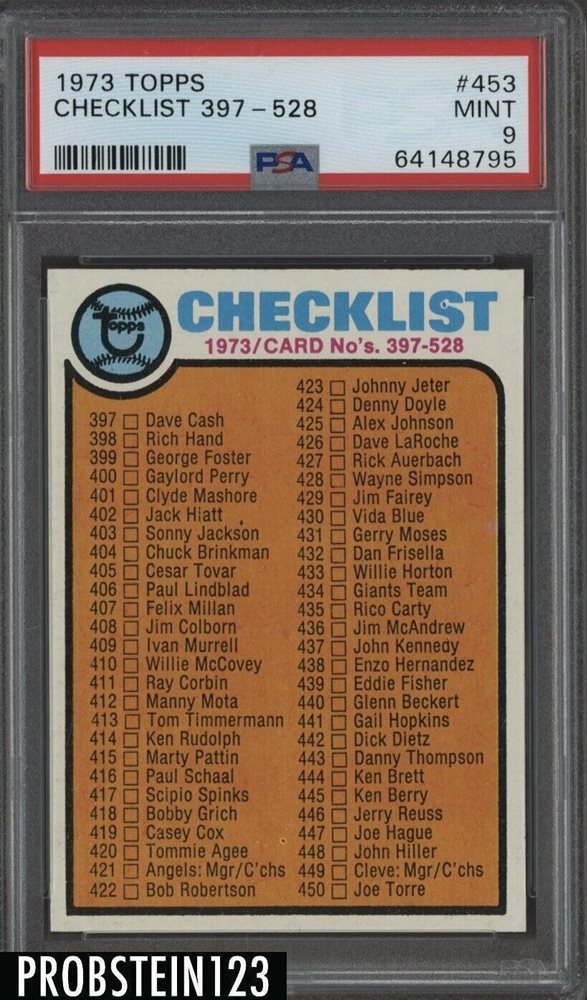 1973 TOPPS #453
CHECKLIST 397-528 MINT
9
PSA 64148795
Topps
CHECKLIST
1973/CARD No's. 397-528
397 Dave Cash
398 Rich Hand
399 George Foster
400 Gaylord Perry
401 Clyde Mashore
402 Jack Hiatt
403 Sonny Jackson
404 Chuck Brinkman
405 Cesar Tovar
406 Paul Lindblad
407 Felix Millan
408 Jim Colborn
409 Ivan Murrell
410 Willie McCovey
411 Ray Corbin
412 Manny Mota
413 Tom Timmermann
414 Ken Rudolph
415 Marty Pattin
416 Paul Schaal
417 Scipio Spinks
418 Bobby Grich
419 Casey Cox
420 Tommie Agee
421 Angels: Mgr/C'chs
422 Bob Robertson
423 Johnny Jeter
424 Denny Doyle
425 Alex Johnson
426 Dave LaRoche
427 Rick Auerbach
428 Wayne Simpson
429 Jim Fairey
430 Vida Blue
431 Gerry Moses
432 Dan Frisella
433 Willie Horton
434 Giants Team
435 Rico Carty
436 Jim McAndrew
437 John Kennedy
438 Enzo Hernandez
439 Eddie Fisher
440 Glenn Beckert
441 Gail Hopkins
442 Dick Dietz
443 Danny Thompson
444 Ken Brett
445 Ken Berry
446 Jerry Reuss
447 Joe Hague
448 John Hiller
449 Cleve: Mgr/C'chs
450 Joe Torre
PROBSTEIN123